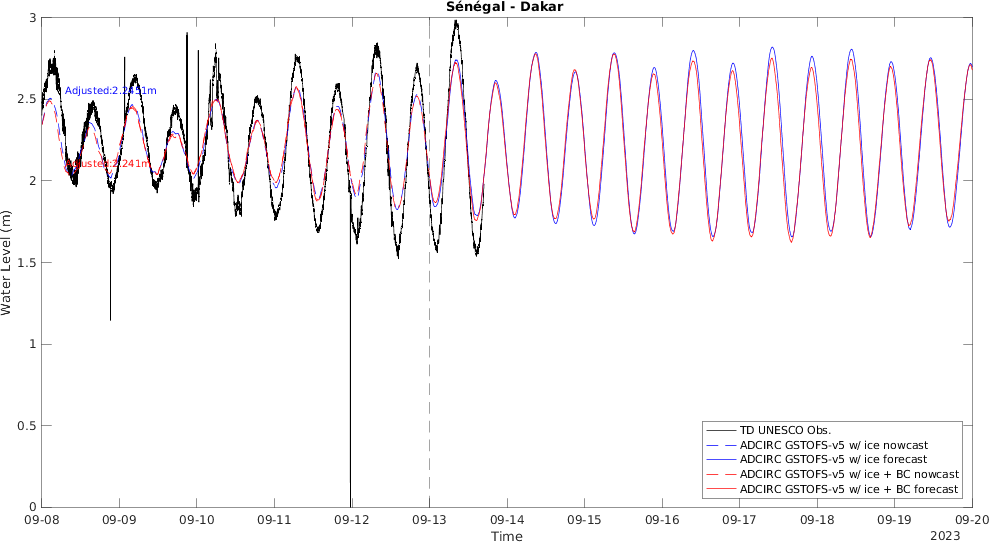 Sénégal - Dakar
3
2.5
2
1.5
1
0.5
0
Water Level (m)
Adjusted:2.2451m
Adjusted:2.241m
TD UNESCO Obs.
ADCIRC GSTOFS-v5 w/ ice nowcast
ADCIRC GSTOFS-v5 w/ ice forecast
ADCIRC GSTOFS-v5 w/ ice + BC nowcast
ADCIRC GSTOFS-v5 w/ ice + BC forecast
09-08 09-09 09-10 09-11 09-12 09-13 09-14 09-15 09-16 09-17 09-18 09-19 09-20
Time
2023